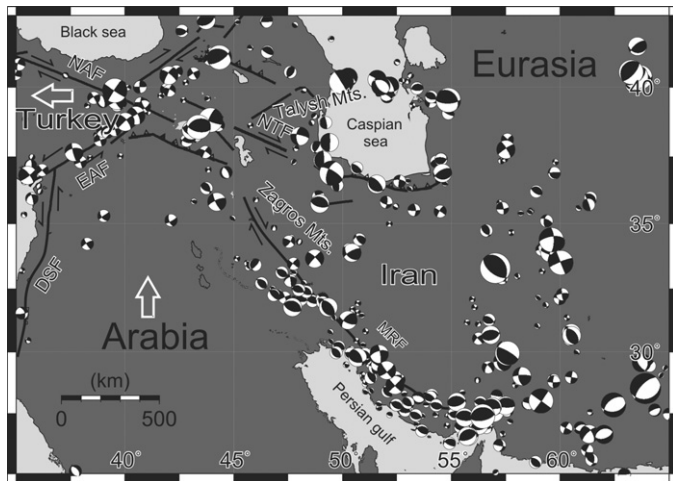 Black sea
Eurasia
NAF
40°
Talysh Mts.
Turkey
NTF
Caspian
sea
EAF
35°
Zagros Mts.
Iran
DSF
Arabia
MRF
30°
(km)
0 500
Persian gulf
40° 45° 50° 55° 60°